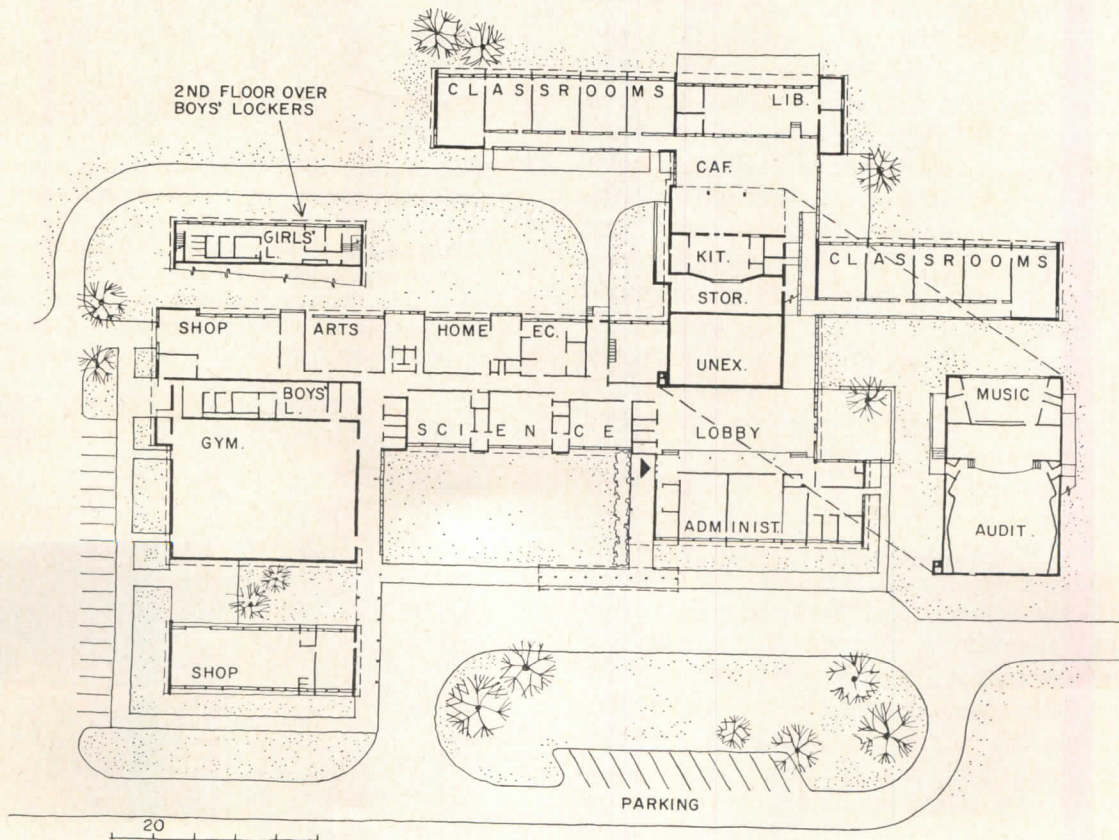 2ND FLOOR OVER
BOYS' LOCKERS
CLASSROOMS
LIB.
CAF.
GIRLS'
KIT.
CLASSROOMS
STOR.
SHOP
ARTS
HOME EC.
UNEX.
MUSIC
BOYS'
GYM.
SCIENCE
LOBBY
ADMINIST.
AUDIT.
SHOP
PARKING
20